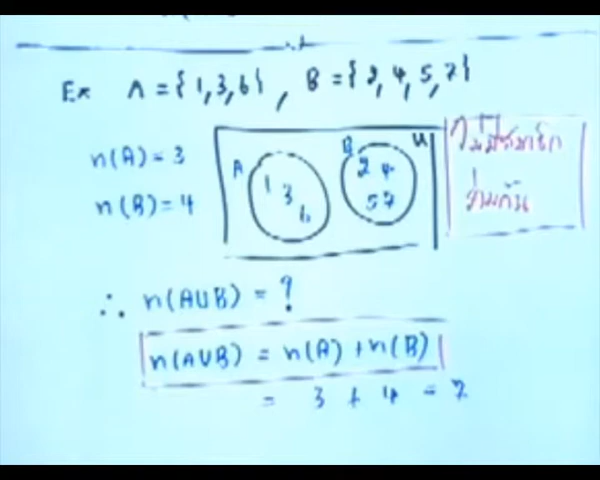 Ex A = {1,3,6} , B = {2,4,5,7}
n(A) = 3
n(B) = 4
A
1 3 6
B
2 4
5 7
U
ไม่มีสมาชิก
ร่วมกัน
∴ n(A∪B) = ?
n(A∪B) = n(A) + n(B)
= 3 + 4 = 7